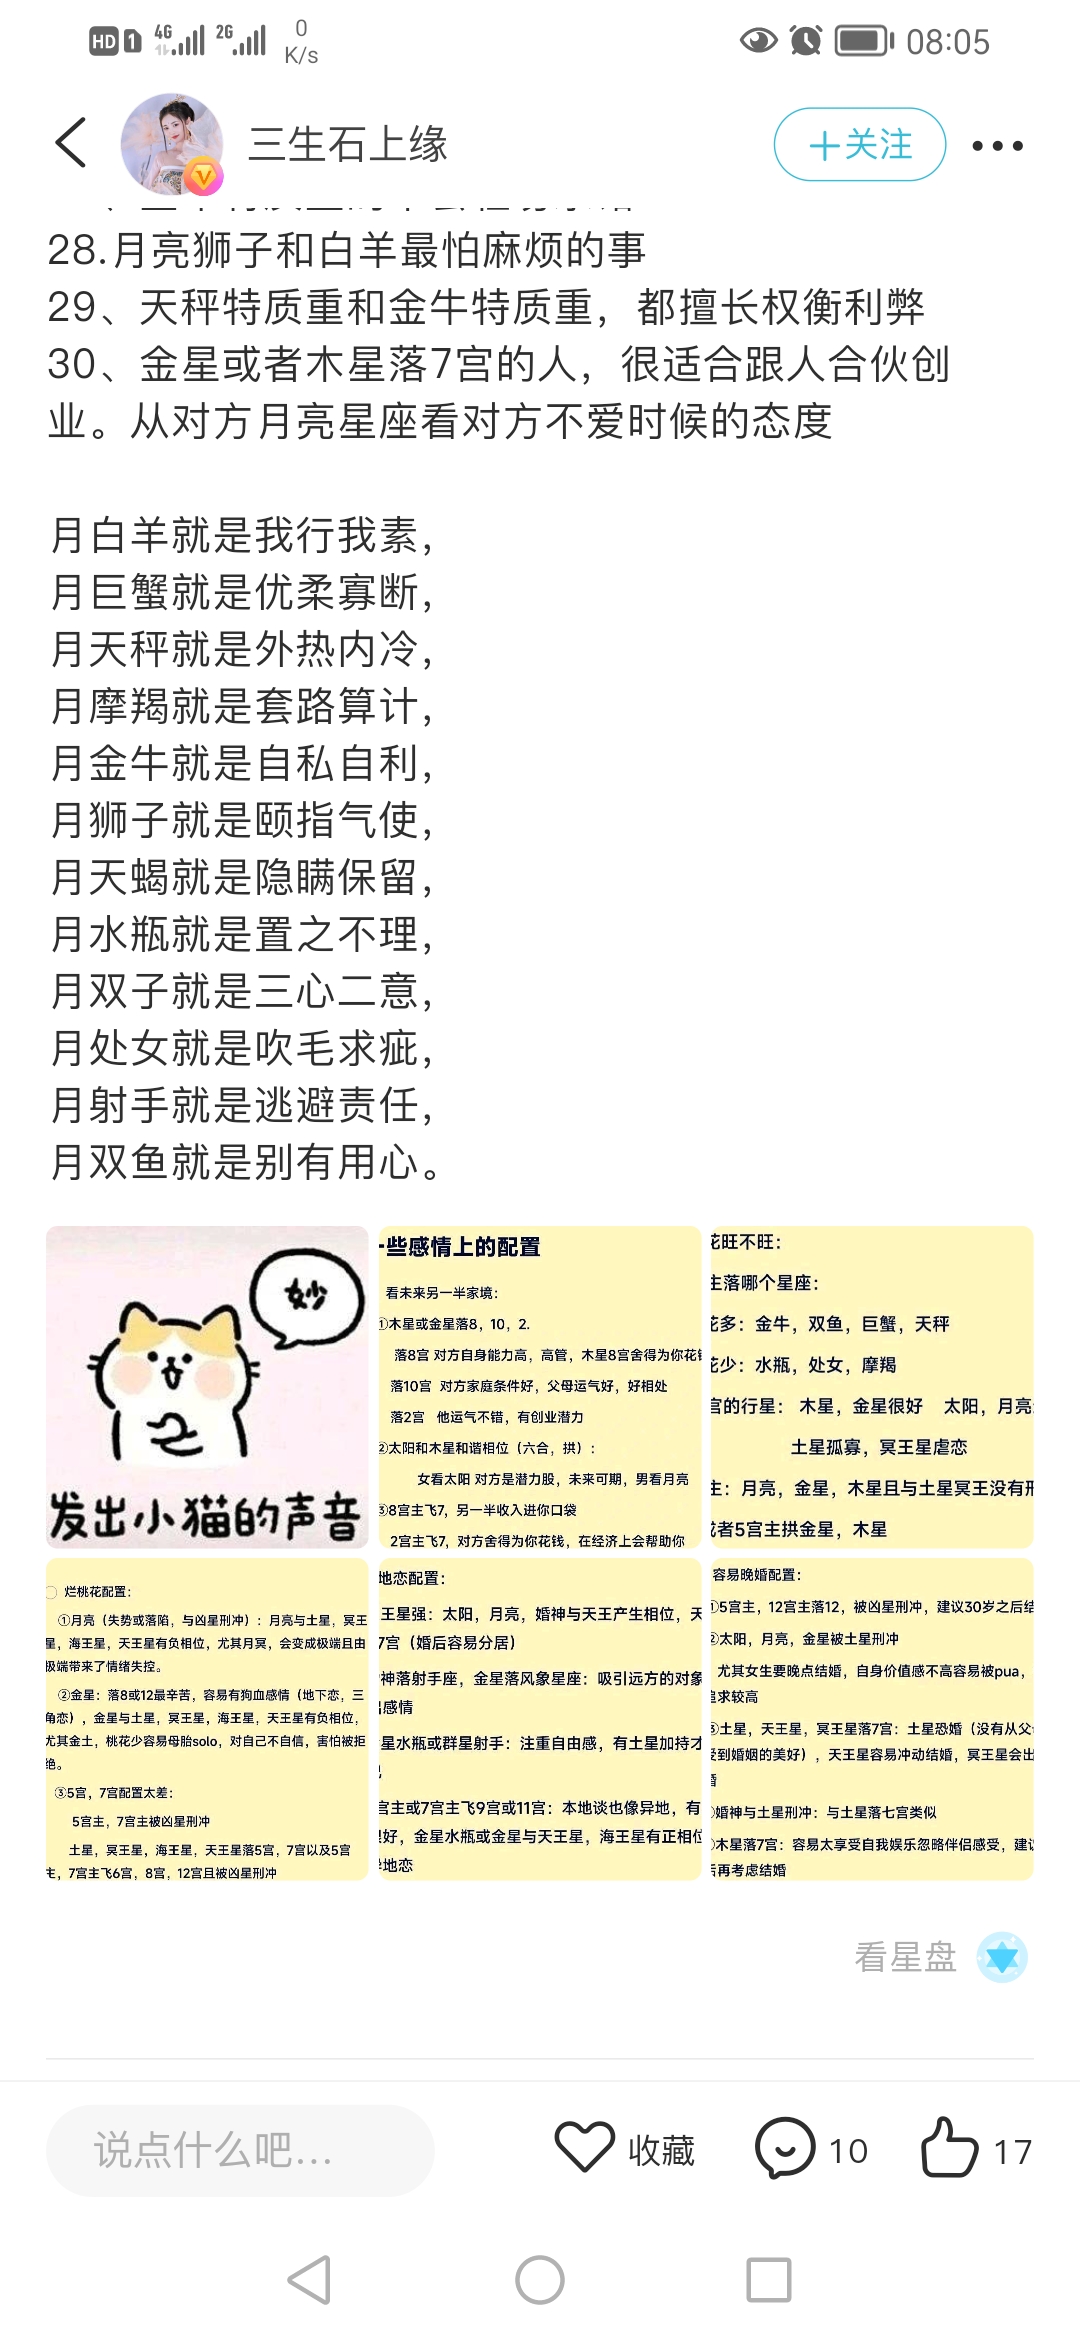 HD 1 4G 2G 0 K/s 08:05
三生石上缘
＋关注
28.月亮狮子和白羊最怕麻烦的事
29、天秤特质重和金牛特质重，都擅长权衡利弊
30、金星或者木星落7宫的人，很适合跟人合伙创
业。从对方月亮星座看对方不爱时候的态度
月白羊就是我行我素，
月巨蟹就是优柔寡断，
月天秤就是外热内冷，
月摩羯就是套路算计，
月金牛就是自私自利，
月狮子就是颐指气使，
月天蝎就是隐瞒保留，
月水瓶就是置之不理，
月双子就是三心二意，
月处女就是吹毛求疵，
月射手就是逃避责任，
月双鱼就是别有用心。
妙
发出小猫的声音
些感情上的配置
看未来另一半家境：
①木星或金星落8，10，2.
落8宫 对方自身能力高，高管，木星8宫舍得为你花
落10宫 对方家庭条件好，父母运气好，好相处
落2宫 他运气不错，有创业潜力
②太阳和木星和谐相位（六合，拱）：
女看太阳 对方是潜力股，未来可期，男看月亮
③8宫主飞7，另一半收入进你口袋
2宫主飞7，对方舍得为你花钱，在经济上会帮助你
花旺不旺：
主落哪个星座：
花多：金牛，双鱼，巨蟹，天秤
花少：水瓶，处女，摩羯
宫的行星： 木星，金星很好 太阳，月亮
土星孤寡，冥王星虐恋
主：月亮，金星，木星且与土星冥王没有刑
或者5宫主拱金星，木星
烂桃花配置：
①月亮（失势或落陷，与凶星刑冲）：月亮与土星，冥王
星，海王星，天王星有负相位，尤其月冥，会变成极端且由
极端带来了情绪失控。
②金星：落8或12最辛苦，容易有狗血感情（地下恋，三
角恋），金星与土星，冥王星，海王星，天王星有负相位，
尤其金土，桃花少容易母胎solo，对自己不自信，害怕被拒
绝。
③5宫，7宫配置太差：
5宫主，7宫主被凶星刑冲
土星，冥王星，海王星，天王星落5宫，7宫以及5宫
主，7宫主飞6宫，8宫，12宫且被凶星刑冲
地恋配置：
王星强：太阳，月亮，婚神与天王产生相位，天
7宫（婚后容易分居）
神落射手座，金星落风象星座：吸引远方的对象
感情
星水瓶或群星射手：注重自由感，有土星加持才
宫主或7宫主飞9宫或11宫：本地谈也像异地，有
好，金星水瓶或金星与天王星，海王星有正相位
地恋
容易晚婚配置：
①5宫主，12宫主落12，被凶星刑冲，建议30岁之后结
②太阳，月亮，金星被土星刑冲
尤其女生要晚点结婚，自身价值感不高容易被pua，
追求较高
③土星，天王星，冥王星落7宫：土星恐婚（没有从父
受到婚姻的美好），天王星容易冲动结婚，冥王星会出
婚
婚神与土星刑冲：与土星落七宫类似
木星落7宫：容易太享受自我娱乐忽略伴侣感受，建议
后再考虑结婚
看星盘
说点什么吧...
收藏
10
17